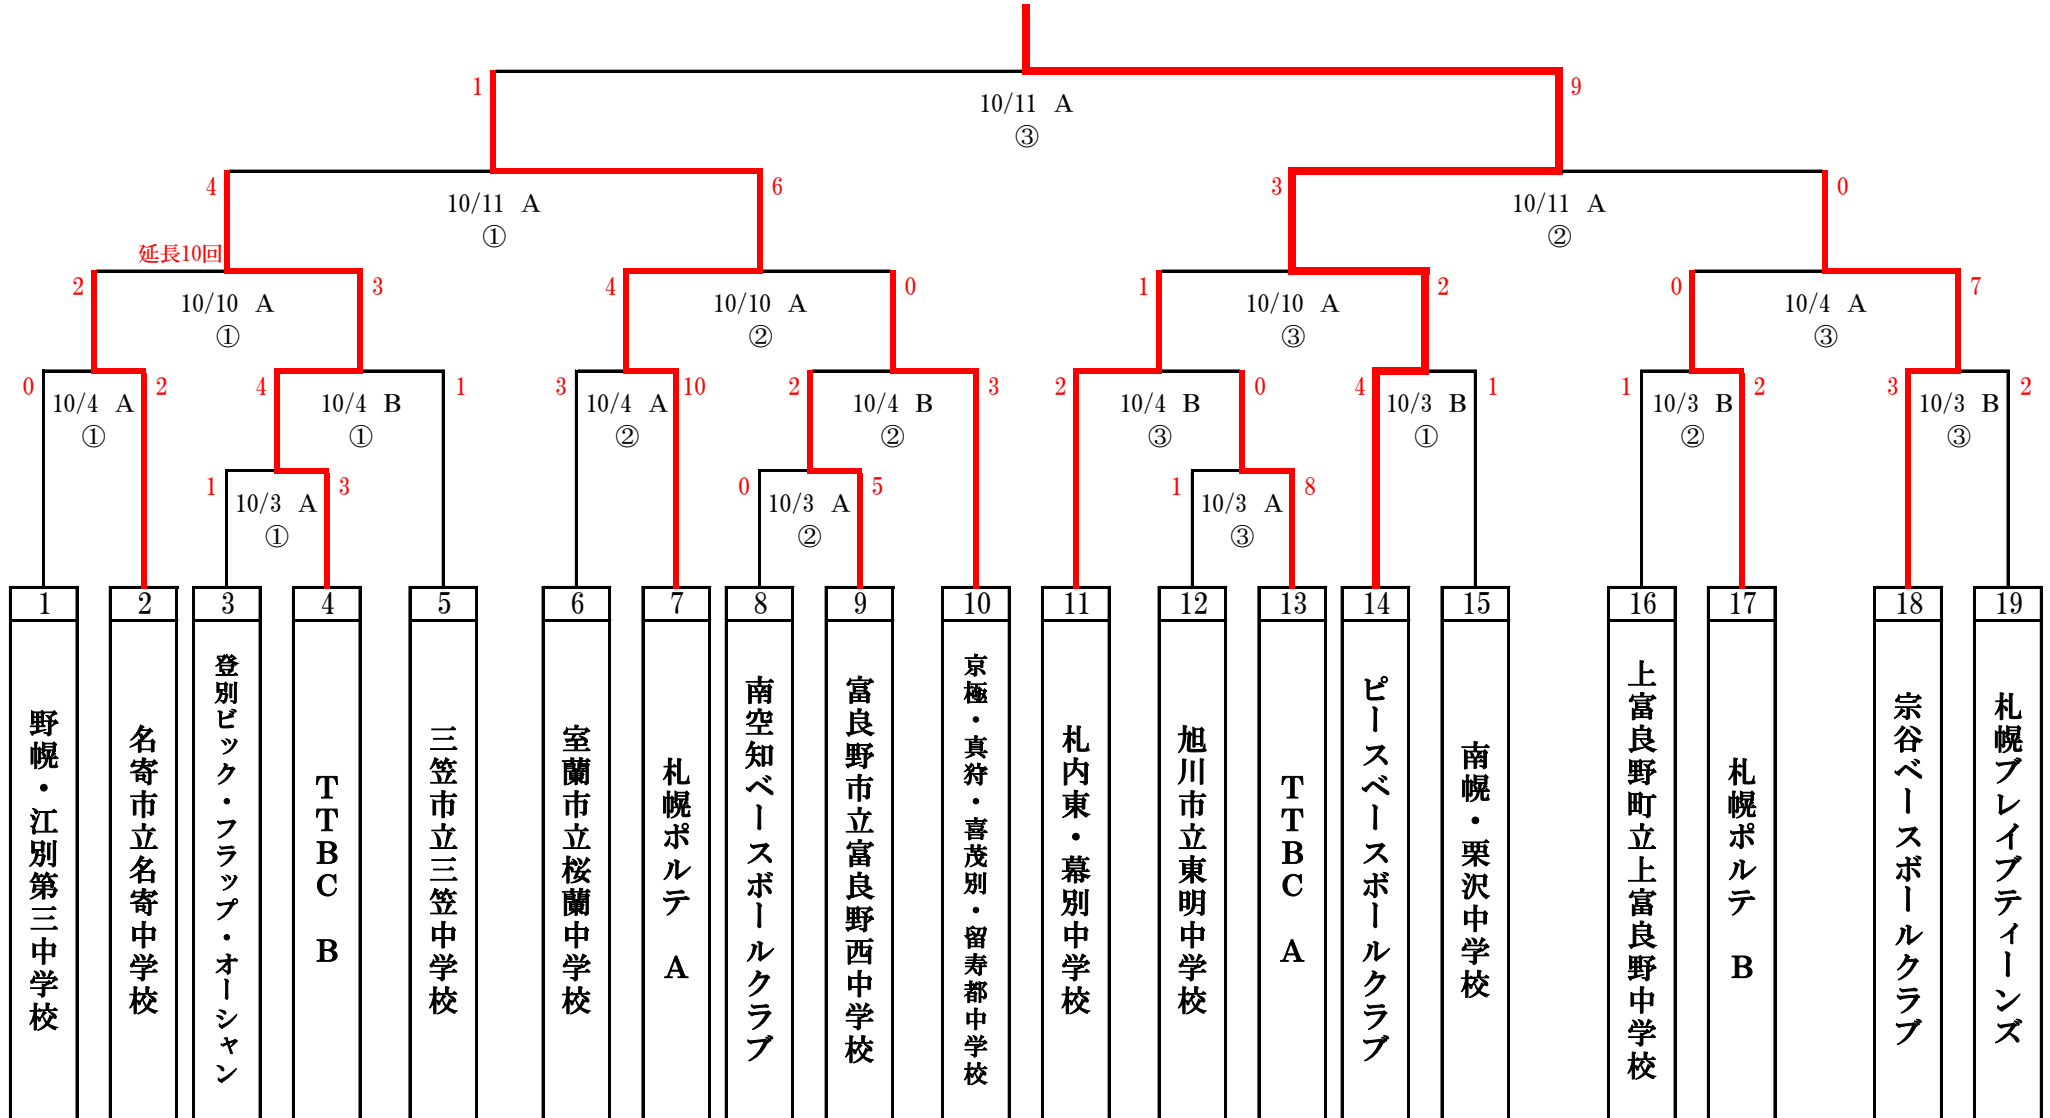 1
9
10/11 A
③
4
6
3
0
10/11 A
①
10/11 A
②
延長10回
2
3
4
0
1
2
0
7
10/10 A
①
10/10 A
②
10/10 A
③
10/4 A
③
0
2
4
1
3
10
2
3
2
0
4
1
1
2
3
2
10/4 A
①
10/4 B
①
10/4 A
②
10/4 B
②
10/4 B
③
10/3 B
①
10/3 B
②
10/3 B
③
1
3
0
5
1
8
10/3 A
①
10/3 A
②
10/3 A
③
1
野幌・江別第三中学校
2
名寄市立名寄中学校
3
登別ビック・フラップ・オーシャン
4
TTBC B
5
三笠市立三笠中学校
6
室蘭市立桜蘭中学校
7
札幌ポルテ A
8
南空知ベースボールクラブ
9
富良野市立富良野西中学校
10
京極・真狩・喜茂別・留寿都中学校
11
札内東・幕別中学校
12
旭川市立東明中学校
13
TTBC A
14
ピースベースボールクラブ
15
南幌・栗沢中学校
16
上富良野町立上富良野中学校
17
札幌ポルテ B
18
宗谷ベースボールクラブ
19
札幌ブレイブティーンズ